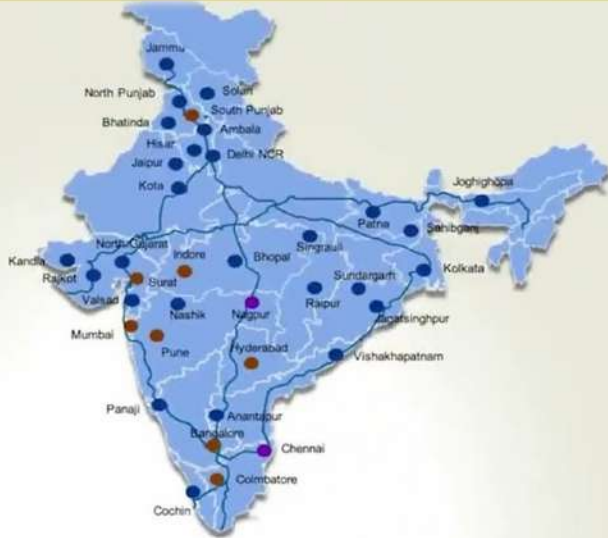 Jammu
North Punjab
Solan
South Punjab
Bhatinda
Ambala
Hisar
Delhi NCR
Jaipur
Kota
Joghighopa
Patna
Sahibganj
North Gujarat
Kandla
Indore
Bhopal
Singrauli
Rajkot
Surat
Sundargarh
Kolkata
Valsad
Nashik
Nagpur
Raipur
Jagatsinghpur
Mumbai
Pune
Hyderabad
Vishakhapatnam
Panaji
Anantapur
Bangalore
Chennai
Coimbatore
Cochin